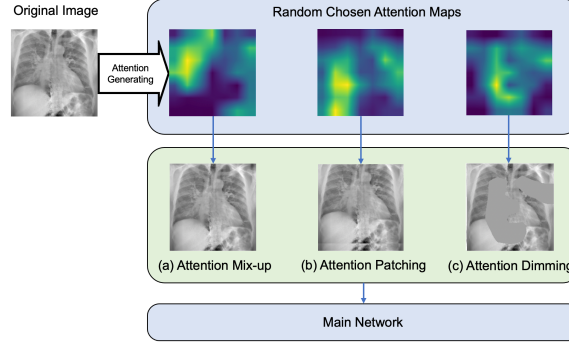 Original Image
Random Chosen Attention Maps
Attention
Generating
(a) Attention Mix-up
(b) Attention Patching
(c) Attention Dimming
Main Network